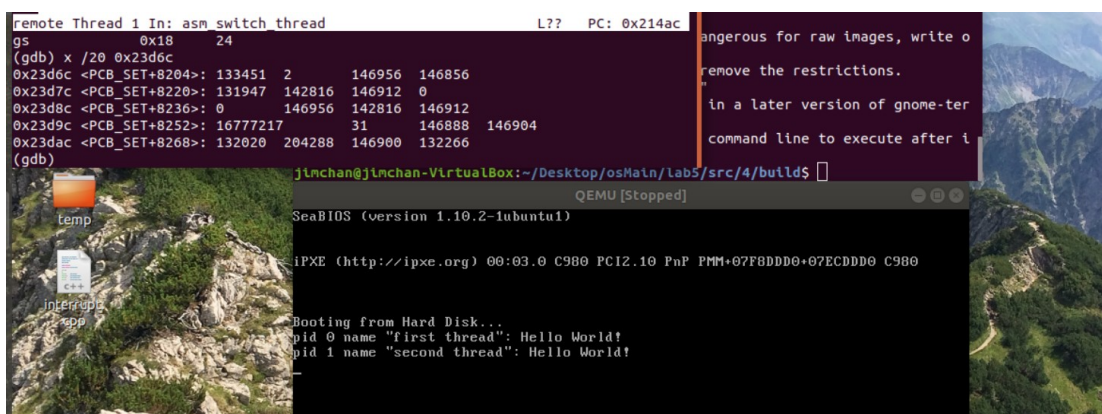 remote Thread 1 In: asm_switch_thread L?? PC: 0x214ac
gs 0x18 24
(gdb) x /20 0x23d6c
0x23d6c <PCB_SET+8204>: 133451 2 146956 146856
0x23d7c <PCB_SET+8220>: 131947 142816 146912 0
0x23d8c <PCB_SET+8236>: 0 146956 142816 146912
0x23d9c <PCB_SET+8252>: 16777217 31 146888 146904
0x23dac <PCB_SET+8268>: 132020 204288 146900 132266
(gdb)
angerous for raw images, write o
remove the restrictions.
"
in a later version of gnome-ter
command line to execute after i
jimchan@jimchan-VirtualBox:~/Desktop/osMain/lab5/src/4/build$
temp
interrupt.
cpp
C++
QEMU [Stopped]
SeaBIOS (version 1.10.2-1ubuntu1)
iPXE (http://ipxe.org) 00:03.0 C980 PCI2.10 PnP PMM+07F8DDD0+07ECDDD0 C980
Booting from Hard Disk...
pid 0 name "first thread": Hello World!
pid 1 name "second thread": Hello World!